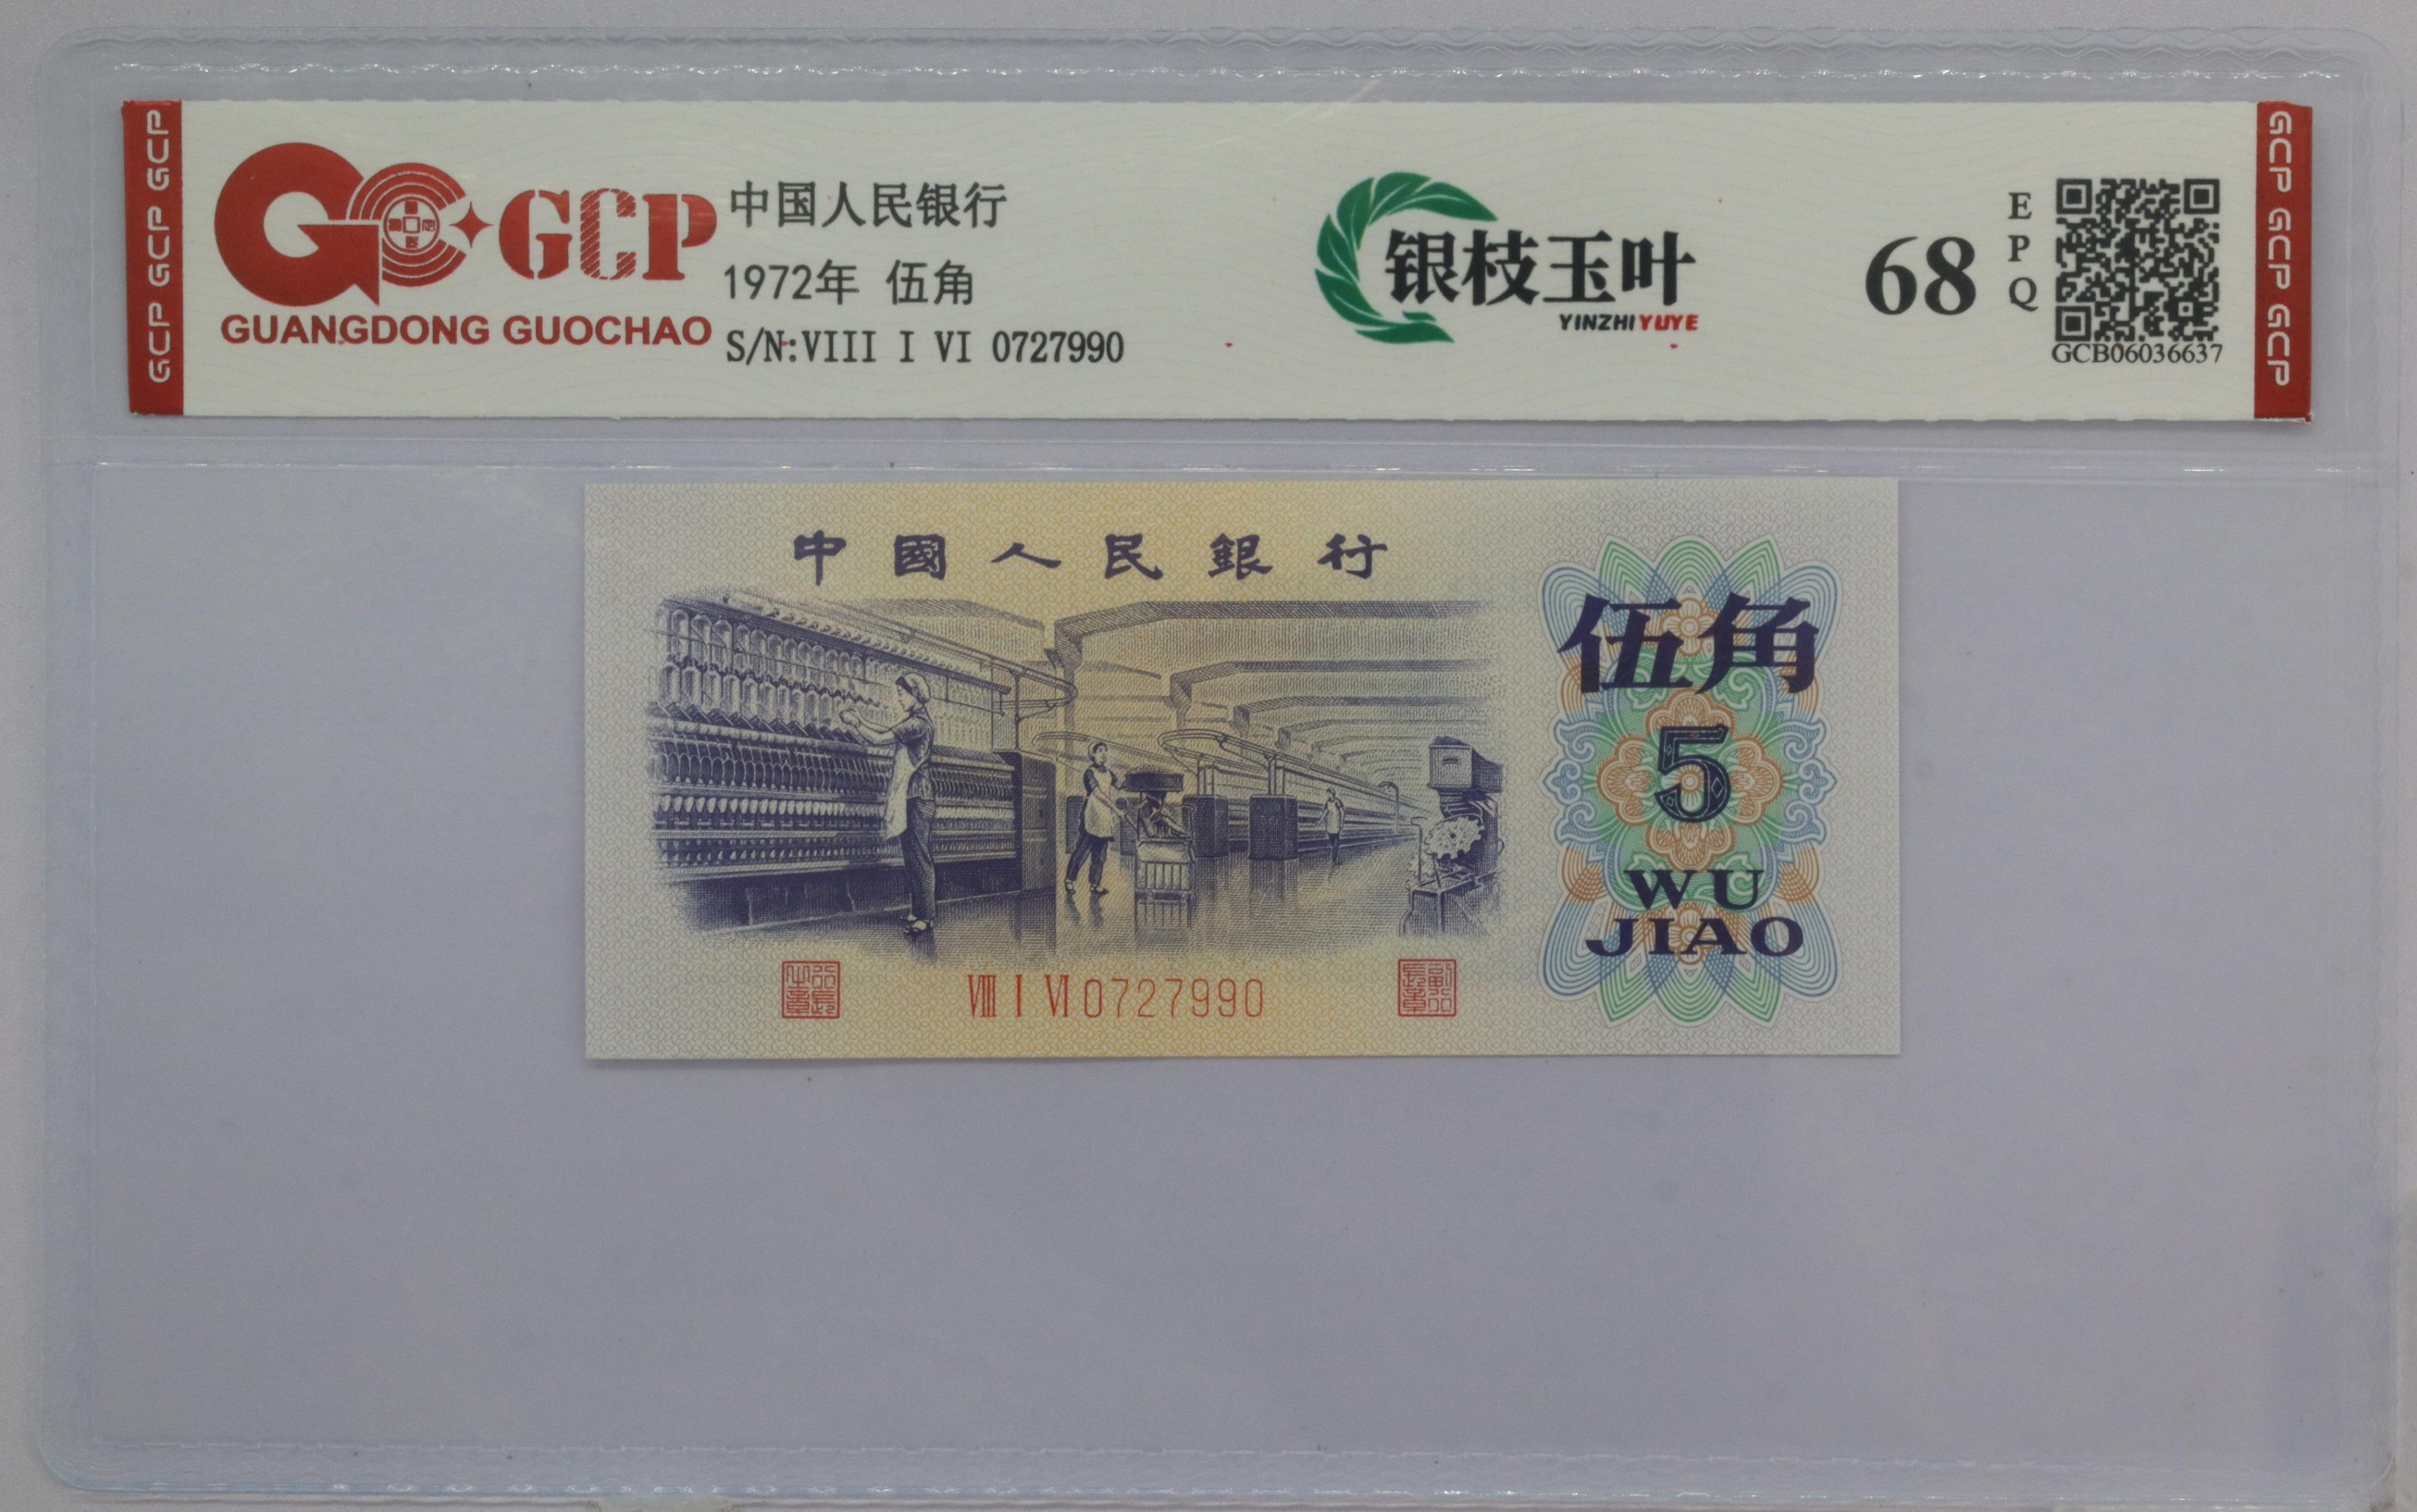 GCP GCP GCP
GCP
GUANGDONG GUOCHAO
中国人民银行
1972年 伍角
S/N:VIII I VI 0727990
银枝玉叶
YINZHIYUYE
68
E
P
Q
GCB06036637
GCP GCP GCP
中國人民銀行
伍角
5
WU
JIAO
VIII I VI 0727990